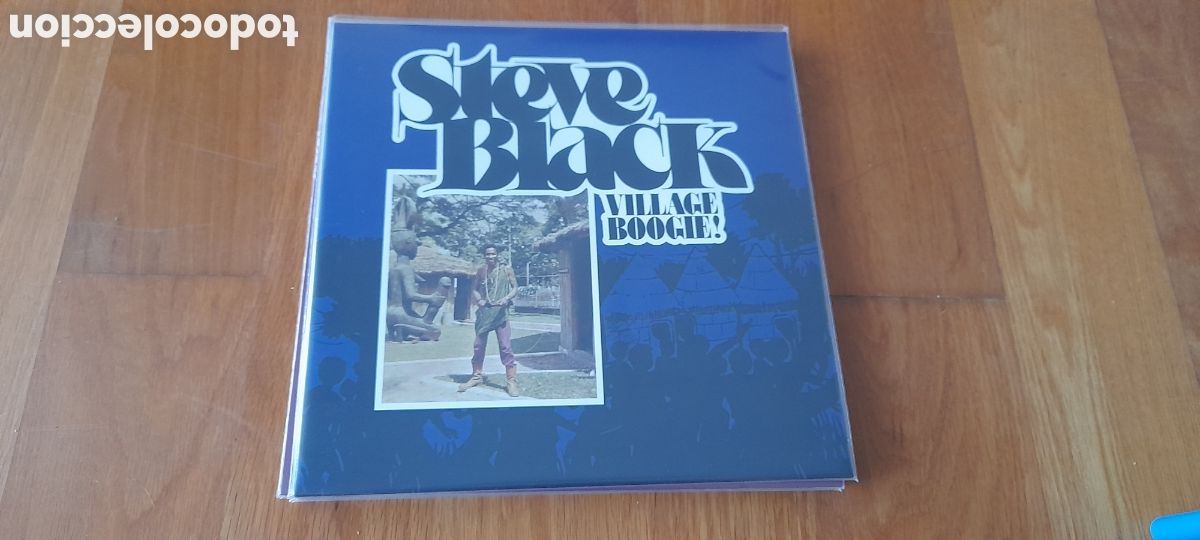 todocoleccion
Steve
Black
VILLAGE
BOOGIE!